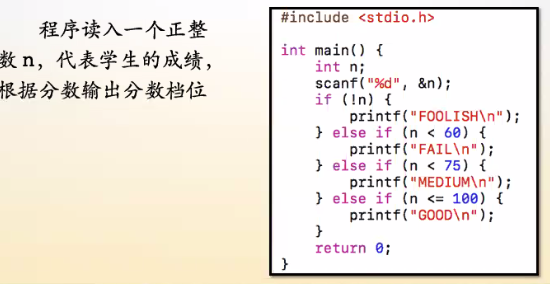 程序读入一个正整
数 n，代表学生的成绩，
根据分数输出分数档位
#include <stdio.h>
int main() {
    int n;
    scanf("%d", &n);
    if (!n) {
        printf("FOOLISH\n");
    } else if (n < 60) {
        printf("FAIL\n");
    } else if (n < 75) {
        printf("MEDIUM\n");
    } else if (n <= 100) {
        printf("GOOD\n");
    }
    return 0;
}